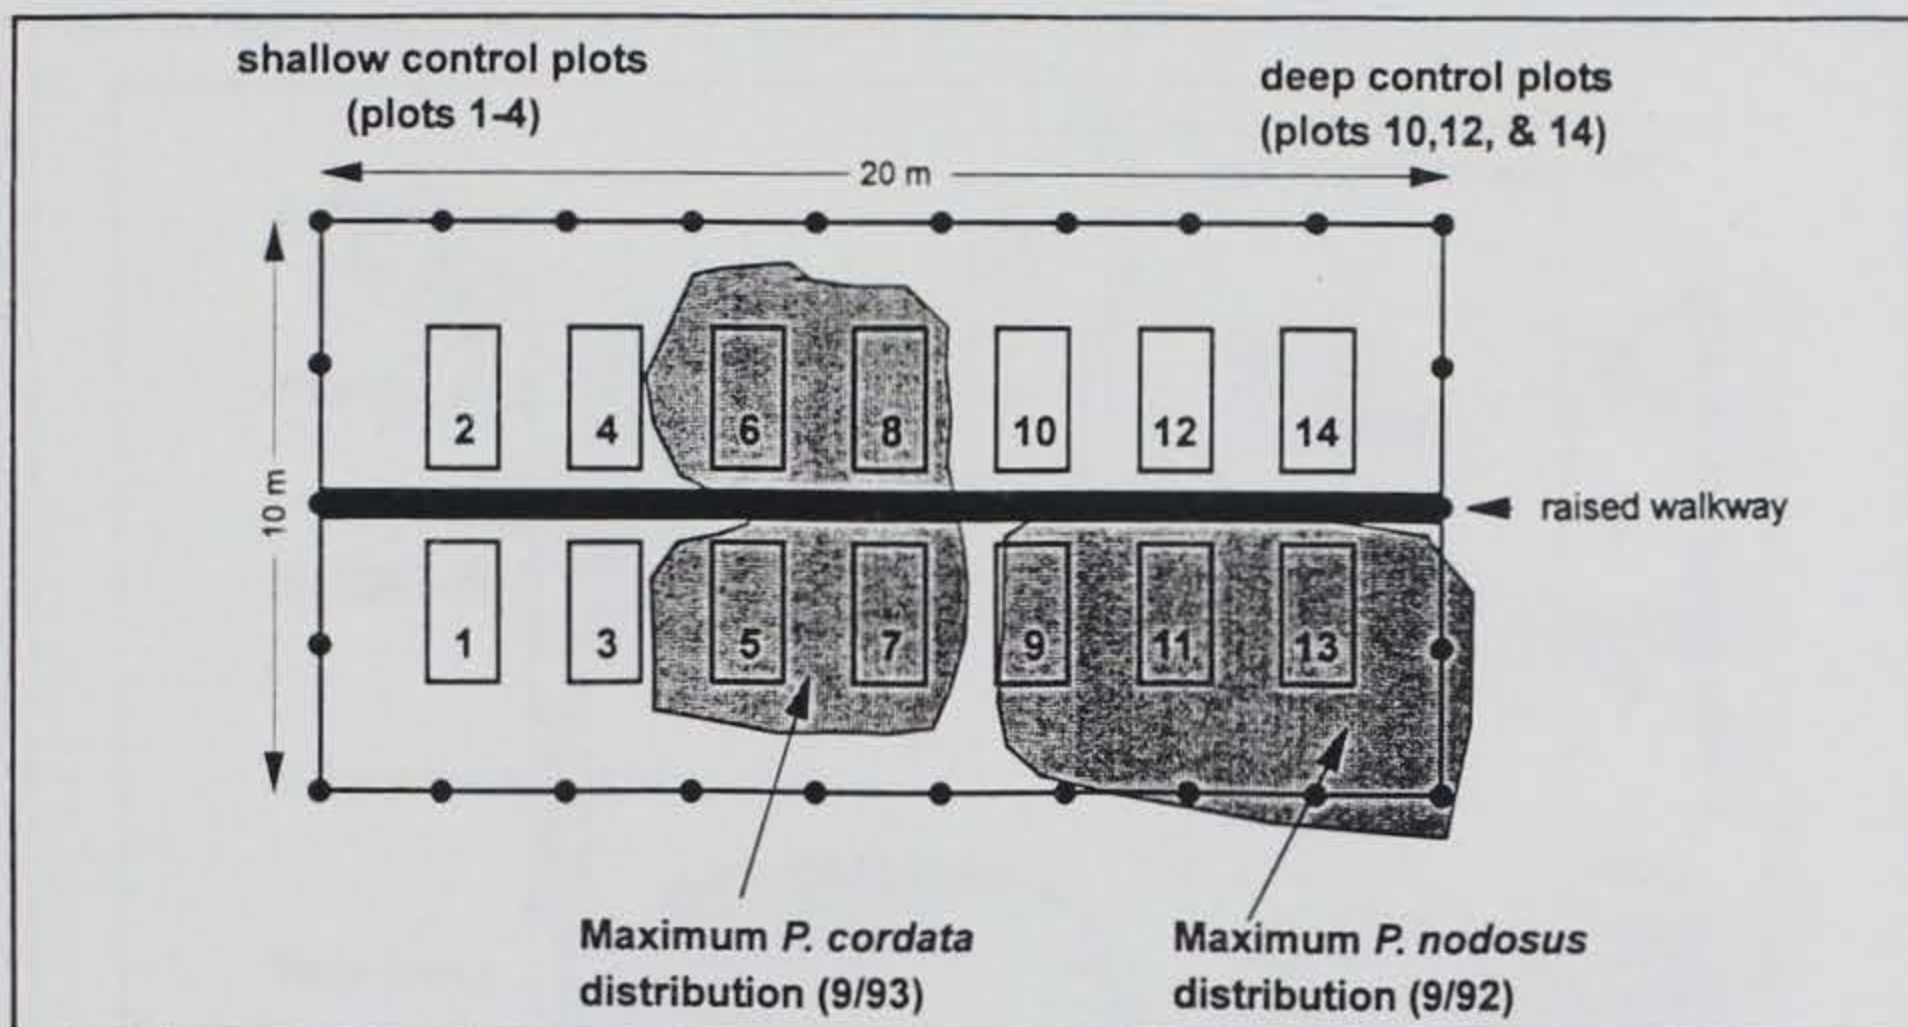 shallow control plots
(plots 1-4)
deep control plots
(plots 10,12, & 14)
20 m
10 m
2
4
6
8
10
12
14
raised walkway
1
3
5
7
9
11
13
Maximum P. cordata
distribution (9/93)
Maximum P. nodosus
distribution (9/92)